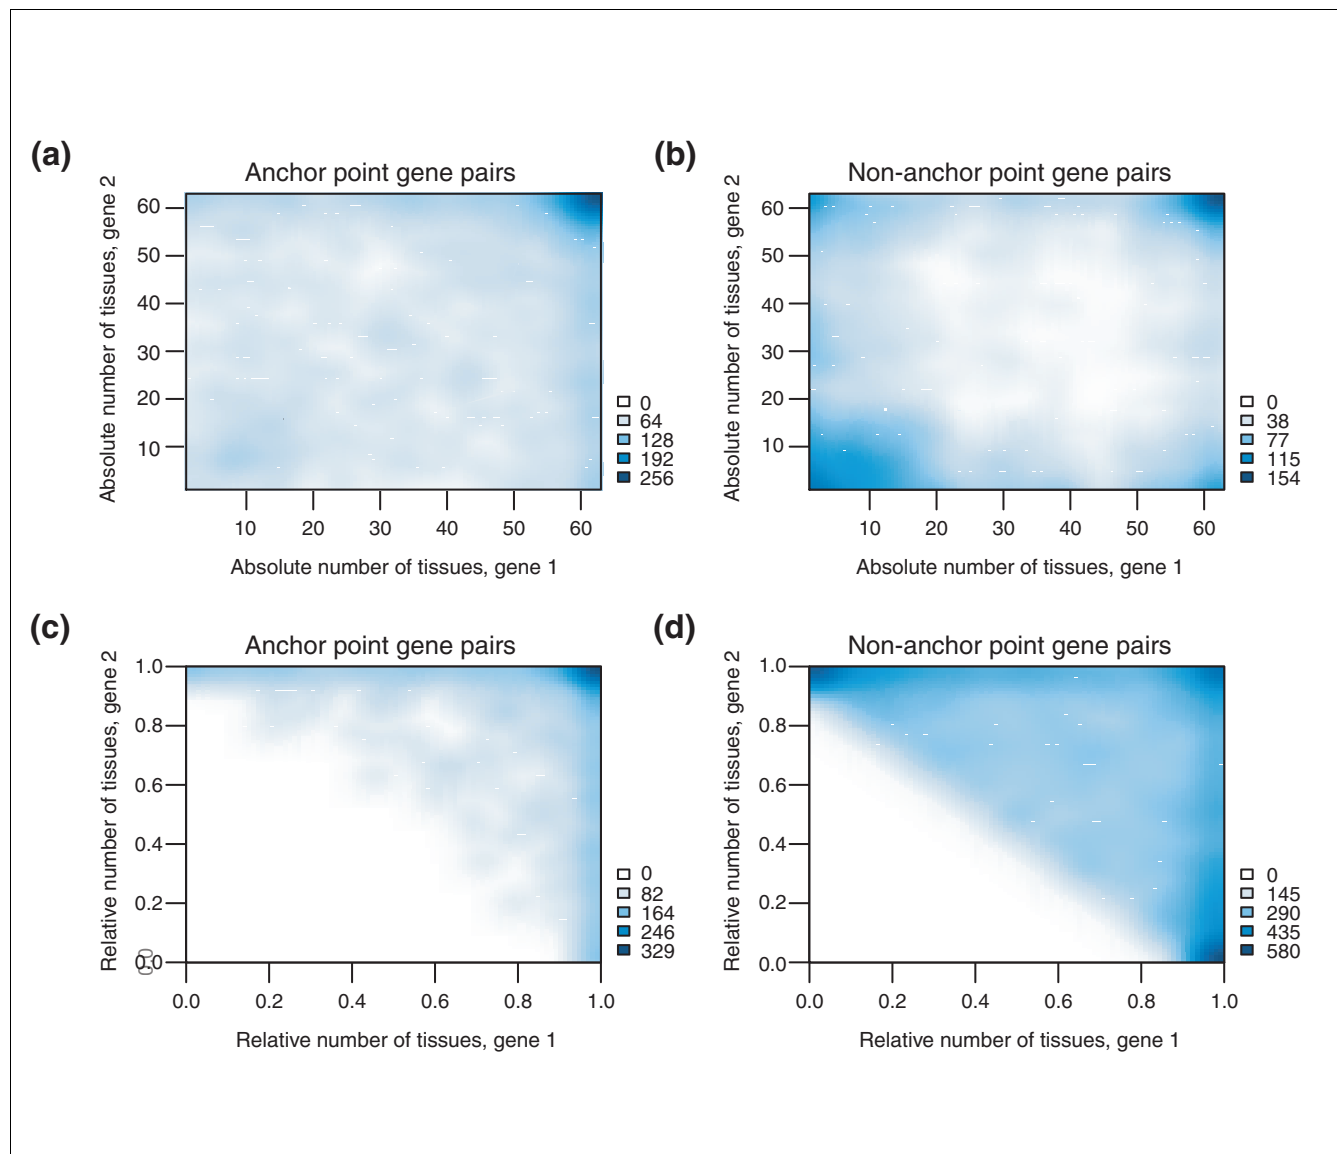 (a)
Anchor point gene pairs
Absolute number of tissues, gene 2
60
50
40
30
20
10
10 20 30 40 50 60
Absolute number of tissues, gene 1
0
64
128
192
256
(b)
Non-anchor point gene pairs
Absolute number of tissues, gene 2
60
50
40
30
20
10
10 20 30 40 50 60
Absolute number of tissues, gene 1
0
38
77
115
154
(c)
Anchor point gene pairs
Relative number of tissues, gene 2
1.0
0.8
0.6
0.4
0.2
0.0
0.0
0.0 0.2 0.4 0.6 0.8 1.0
Relative number of tissues, gene 1
0
82
164
246
329
(d)
Non-anchor point gene pairs
Relative number of tissues, gene 2
1.0
0.8
0.6
0.4
0.2
0.0
0.0 0.2 0.4 0.6 0.8 1.0
Relative number of tissues, gene 1
0
145
290
435
580